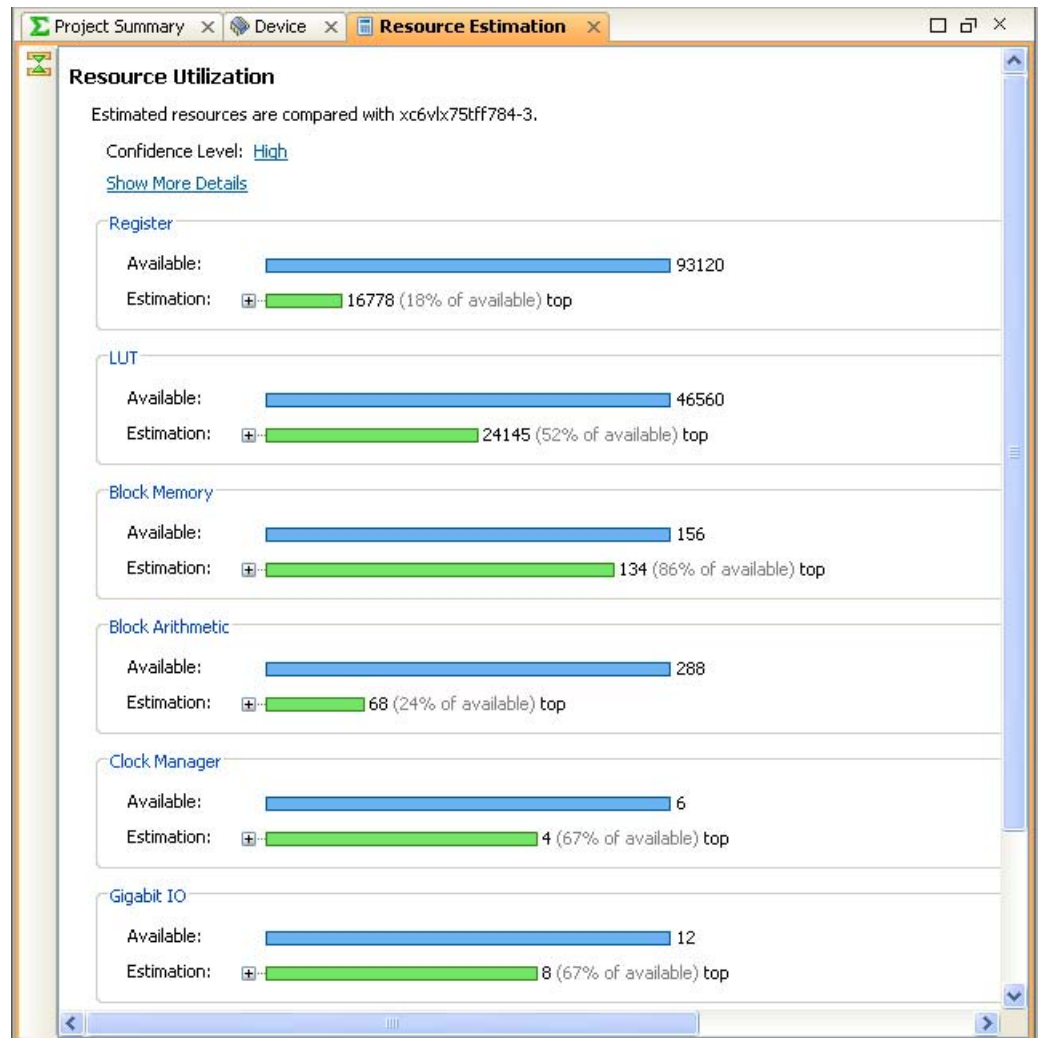 Project Summary Device Resource Estimation
Resource Utilization
Estimated resources are compared with xc6vlx75tff784-3.
Confidence Level: High
Show More Details
Register
Available: 93120
Estimation: 16778 (18% of available) top
LUT
Available: 46560
Estimation: 24145 (52% of available) top
Block Memory
Available: 156
Estimation: 134 (86% of available) top
Block Arithmetic
Available: 288
Estimation: 68 (24% of available) top
Clock Manager
Available: 6
Estimation: 4 (67% of available) top
Gigabit IO
Available: 12
Estimation: 8 (67% of available) top